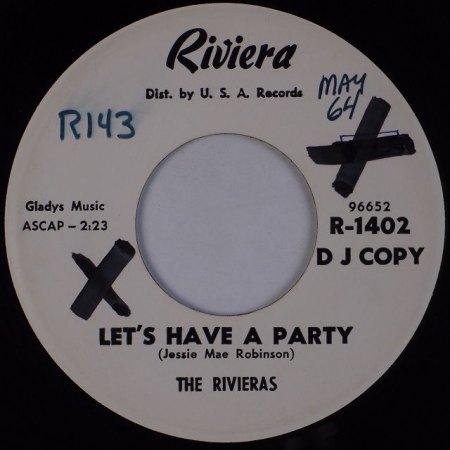 Riviera
Dist. by U. S. A. Records
MAY
64
R143
Gladys Music
ASCAP – 2:23
96652
R-1402
D J COPY
LET'S HAVE A PARTY
(Jessie Mae Robinson)
THE RIVIERAS